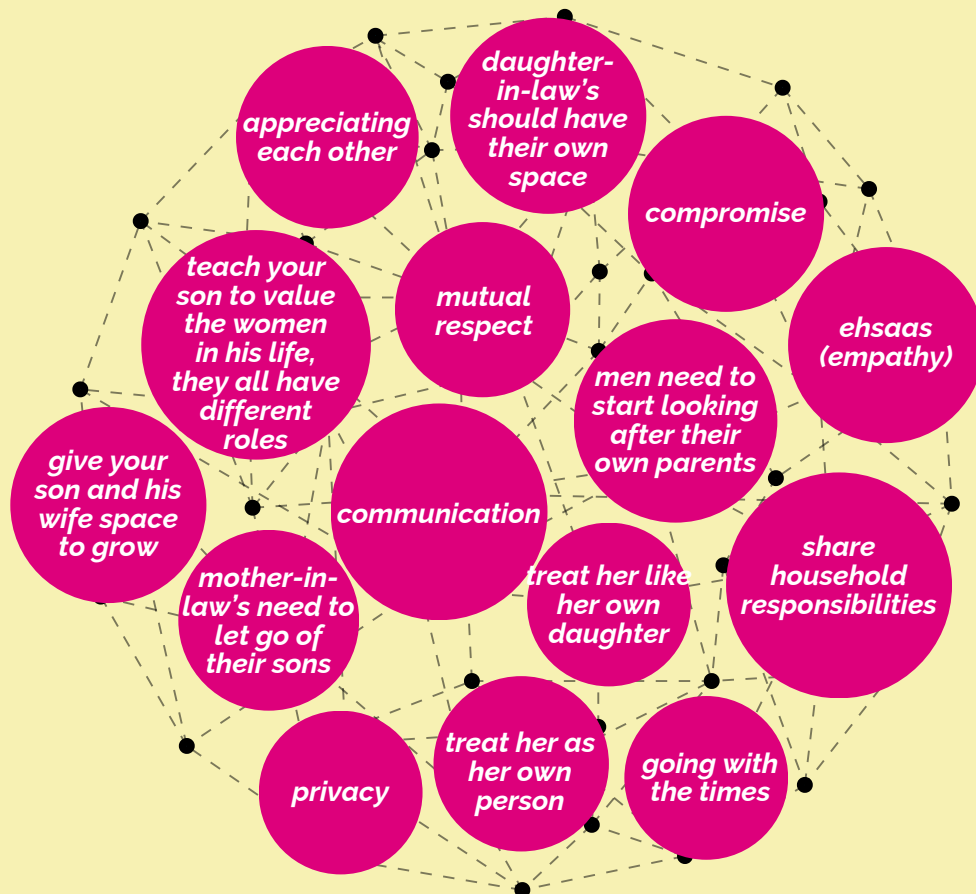 appreciating
each other
daughter-
in-law's
should have
their own
space
compromise
teach your
son to value
the women
in his life,
they all have
different
roles
mutual
respect
ehsaas
(empathy)
men need to
start looking
after their
own parents
give your
son and his
wife space
to grow
communication
share
household
responsibilities
mother-in-
law's need to
let go of
their sons
treat her like
her own
daughter
privacy
treat her as
her own
person
going with
the times